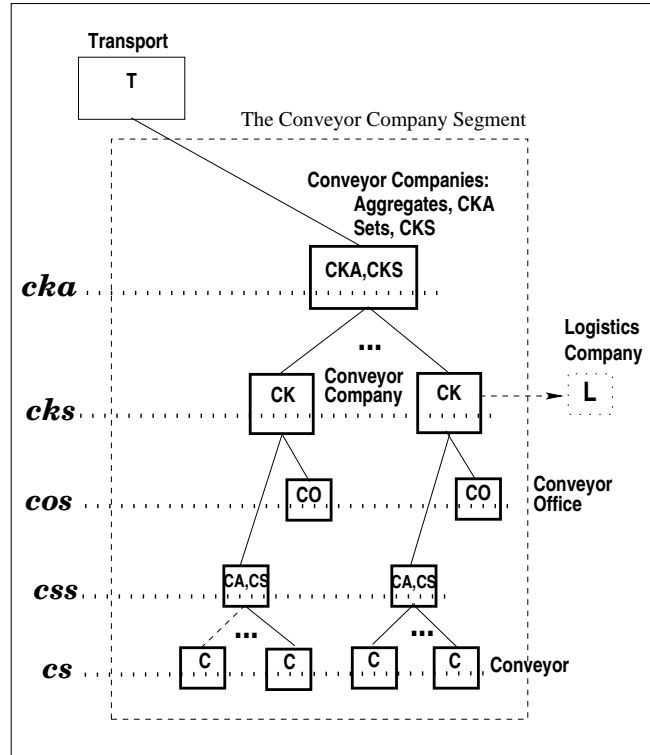 Transport
T
The Conveyor Company Segment
Conveyor Companies:
Aggregates, CKA
Sets, CKS
CKA,CKS
cka
...
Logistics
Company
CK
Conveyor
Company
CK
L
cks
CO
CO
Conveyor
Office
cos
CA,CS
CA,CS
css
...
...
C
C
C
C
Conveyor
cs